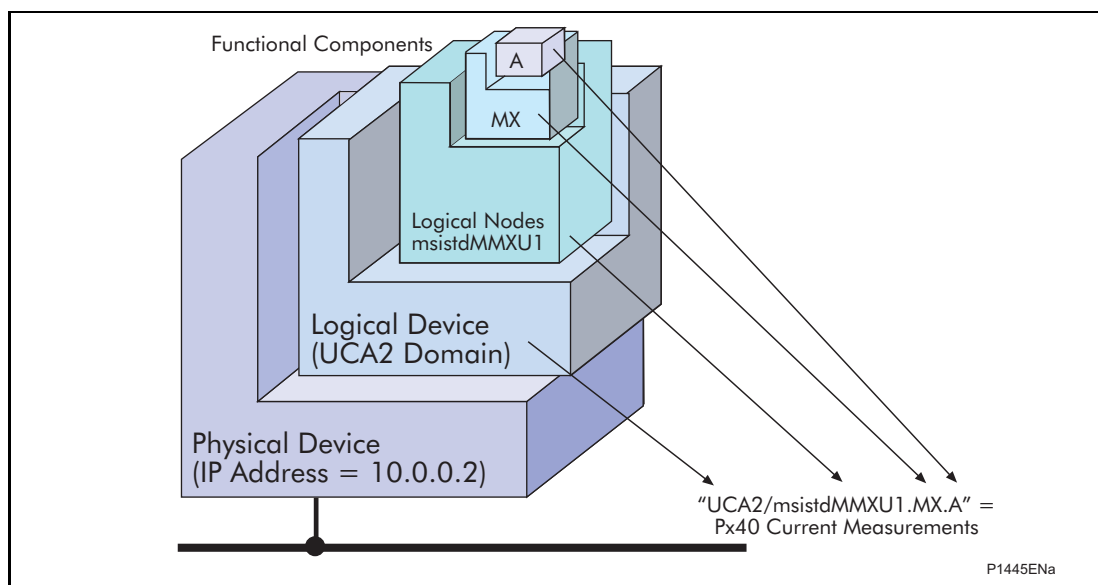 Functional Components
A
MX
Logical Nodes
msistdMMXU1
Logical Device
(UCA2 Domain)
Physical Device
(IP Address = 10.0.0.2)
“UCA2/msistdMMXU1.MX.A” =
Px40 Current Measurements
P1445ENa